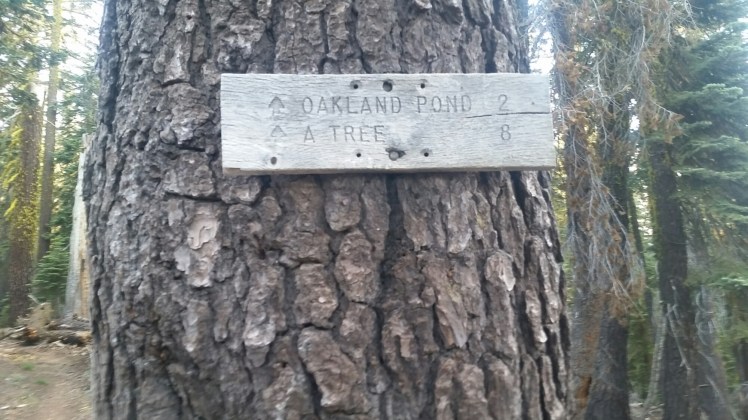 ↑ OAKLAND POND 2
↑ A TREE 8